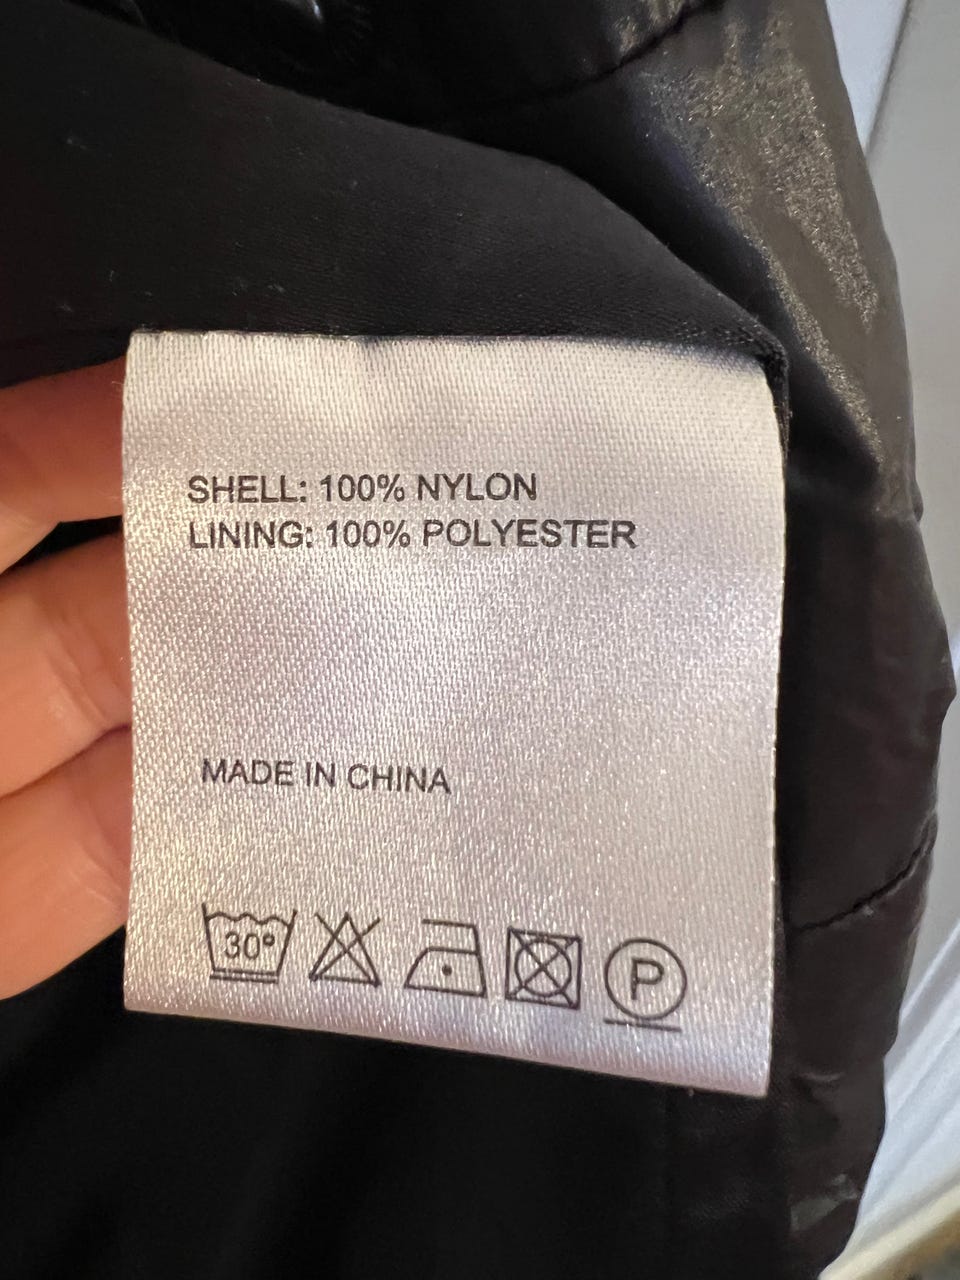 SHELL: 100% NYLON
LINING: 100% POLYESTER
MADE IN CHINA
30° P